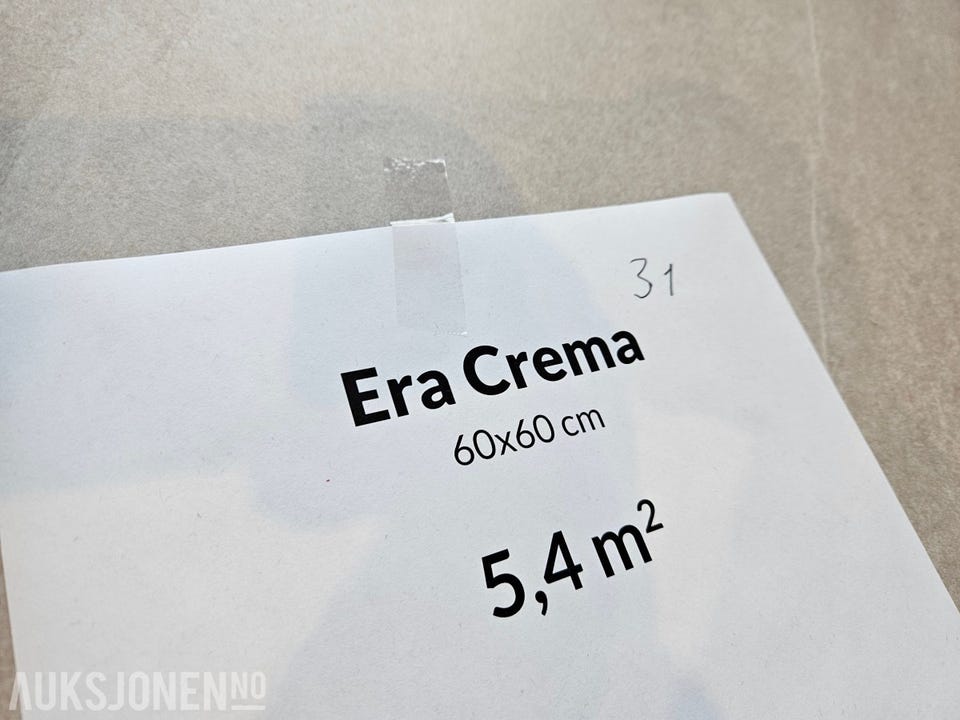 31
Era Crema
60x60 cm
5,4 m²
AUKSJONEN NO